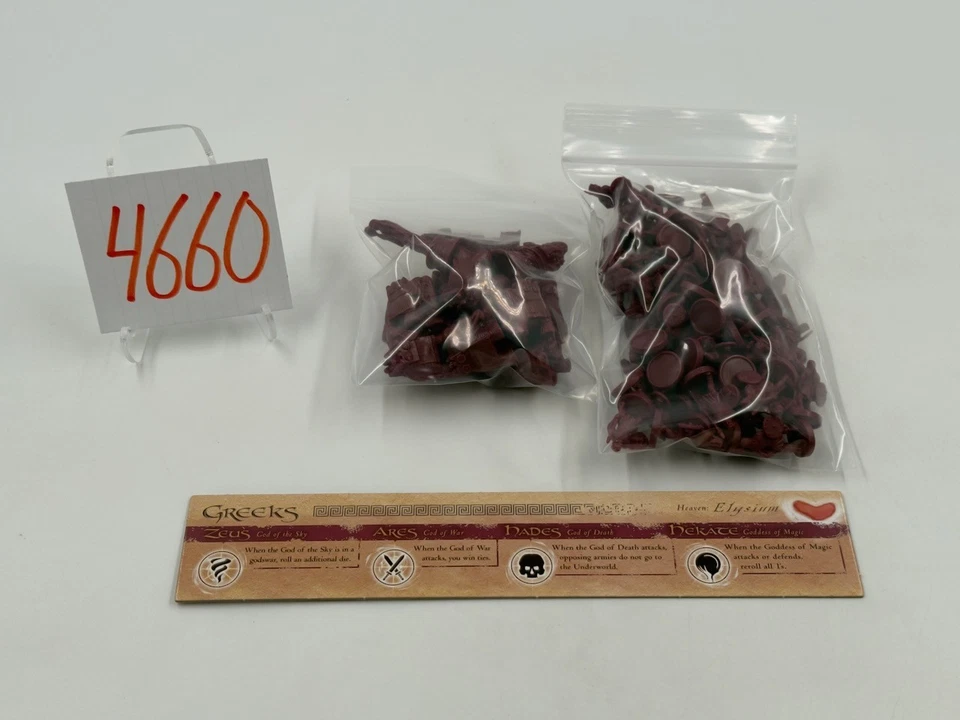 4660
GREEKS Heaven: Elysium
ZEUS God of the Sky
When the God of the Sky is in a
godswar, roll an additional die.
ARES God of War
When the God of War
attacks, you win ties.
HADES God of Death
When the God of Death attacks,
opposing armies do not go to
the Underworld.
HEKATE Goddess of Magic
When the Goddess of Magic
attacks or defends,
reroll all 1's.